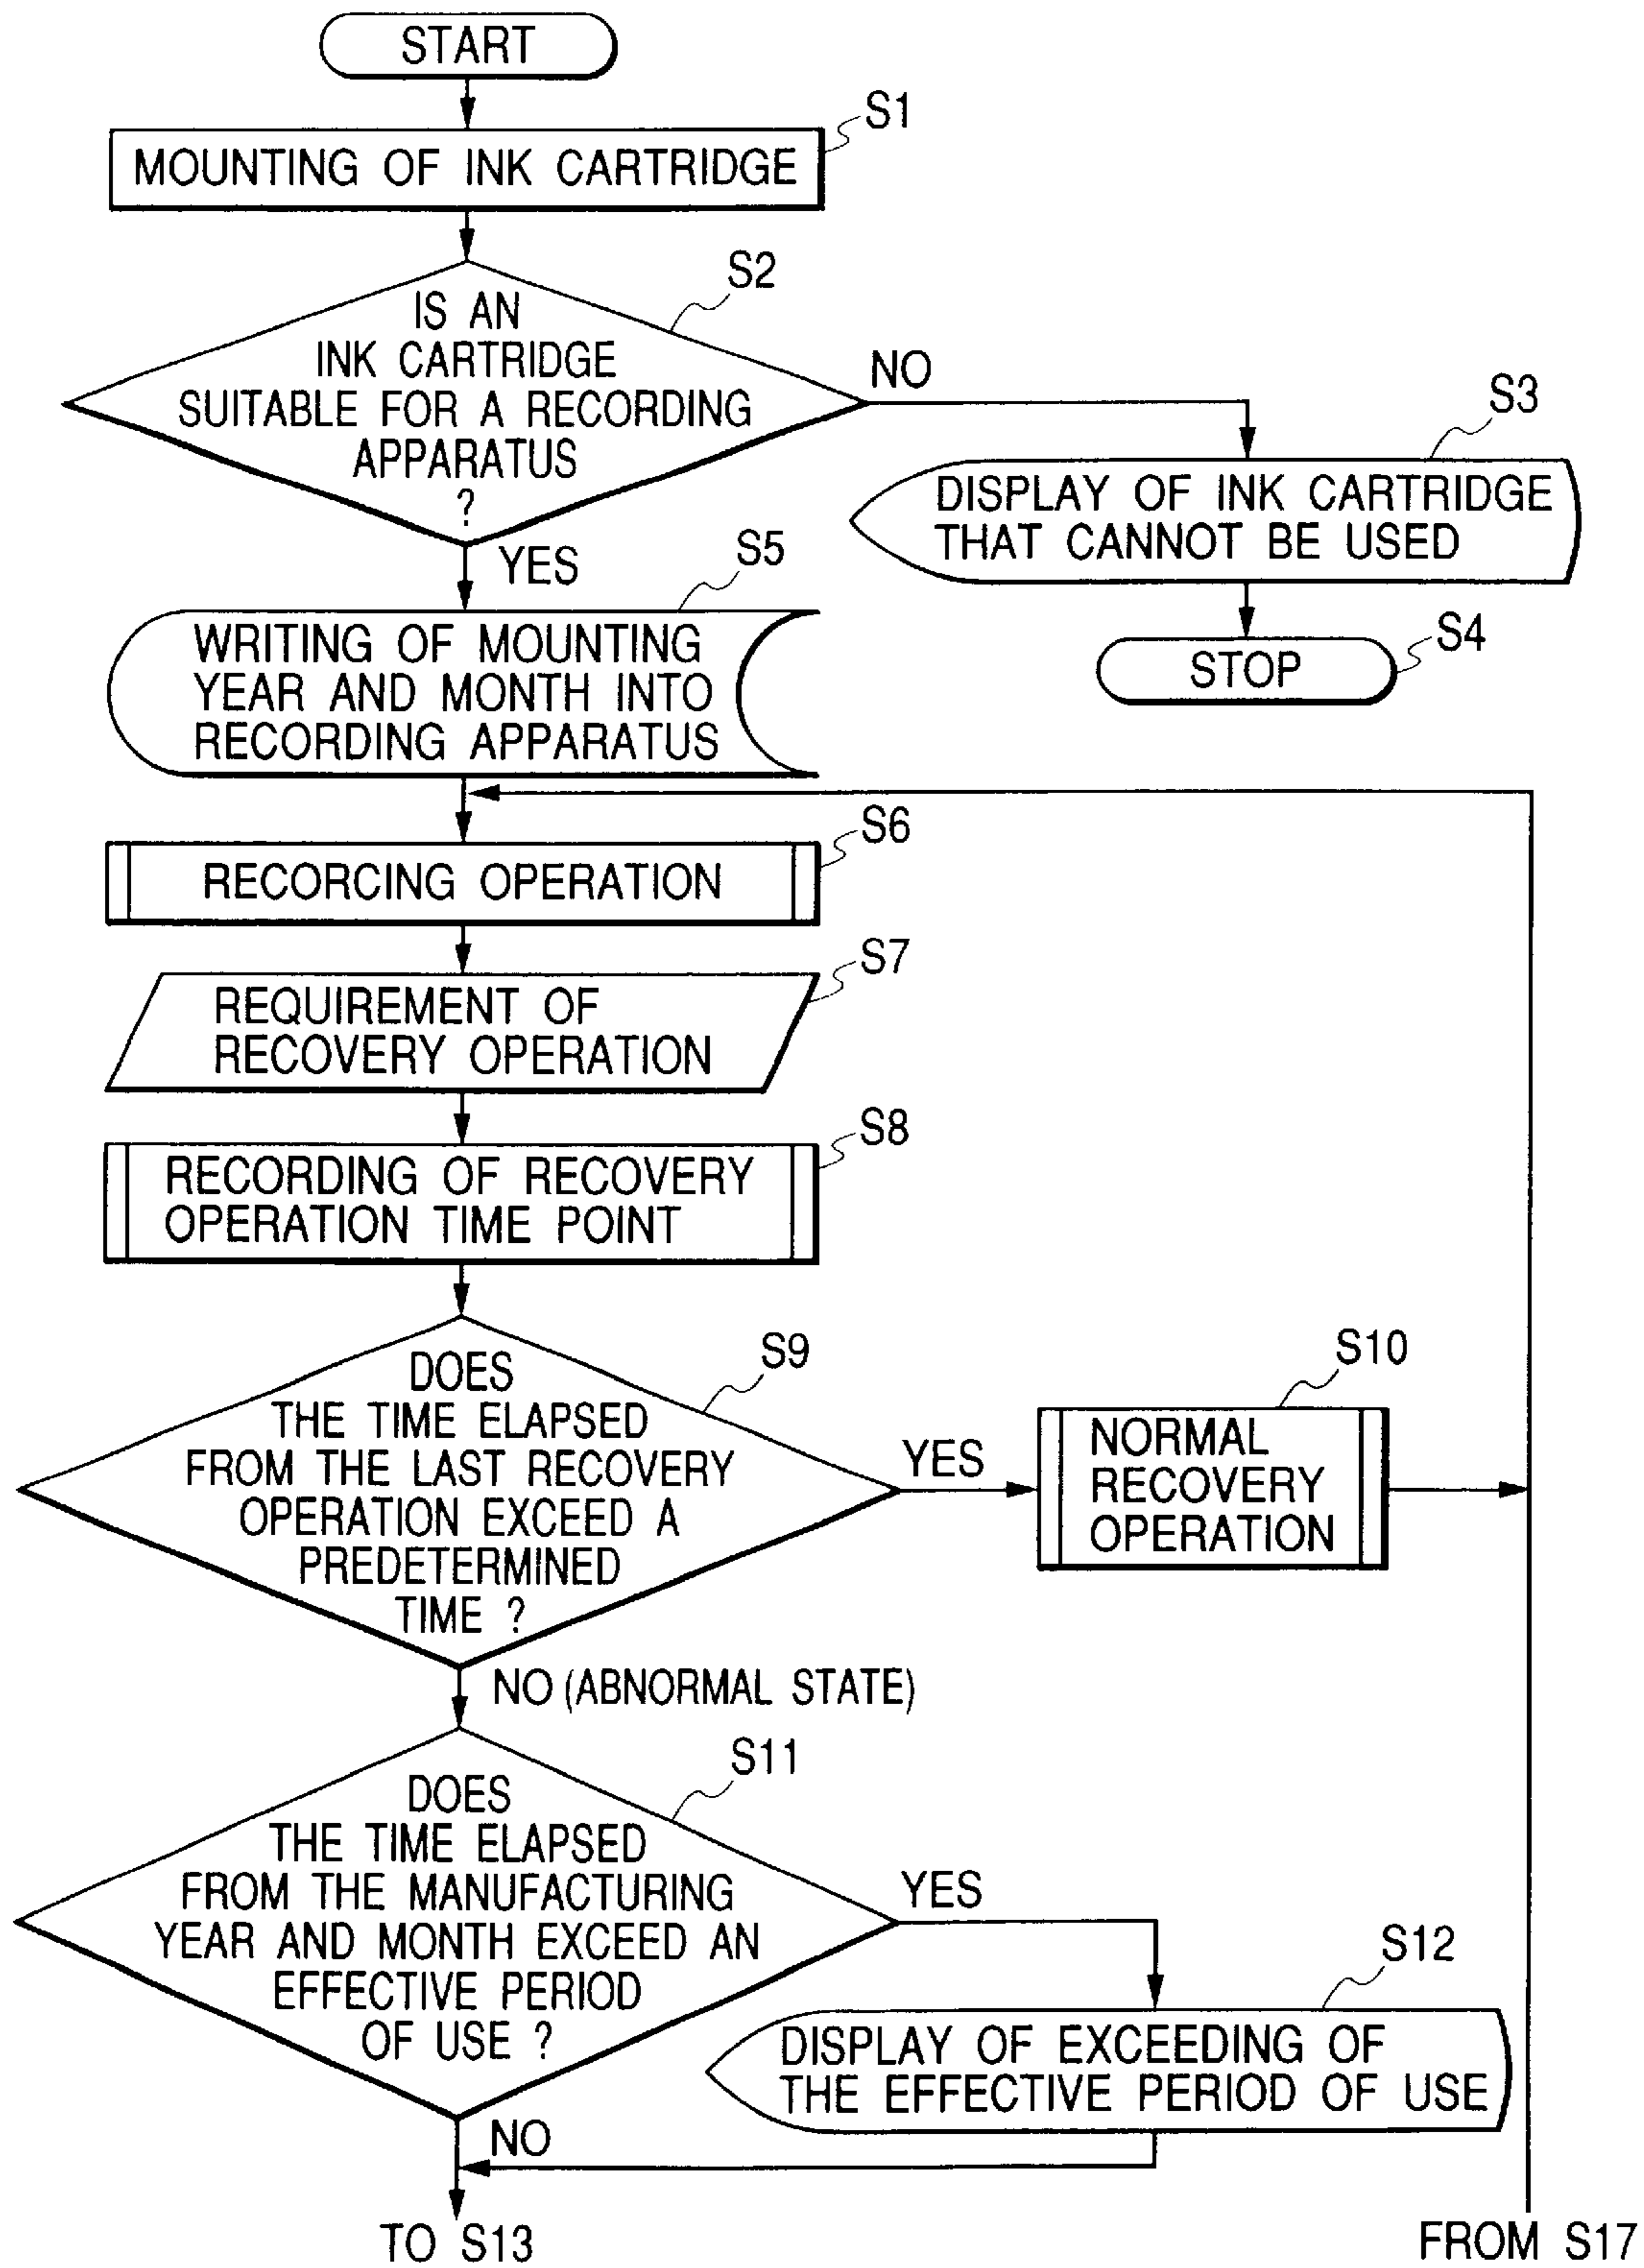 START
S1
MOUNTING OF INK CARTRIDGE
S2
IS AN
INK CARTRIDGE
SUITABLE FOR A RECORDING
APPARATUS
?
NO
S3
DISPLAY OF INK CARTRIDGE
THAT CANNOT BE USED
YES
S4
STOP
S5
WRITING OF MOUNTING
YEAR AND MONTH INTO
RECORDING APPARATUS
S6
RECORCING OPERATION
S7
REQUIREMENT OF
RECOVERY OPERATION
S8
RECORDING OF RECOVERY
OPERATION TIME POINT
S9
DOES
THE TIME ELAPSED
FROM THE LAST RECOVERY
OPERATION EXCEED A
PREDETERMINED
TIME ?
YES
S10
NORMAL
RECOVERY
OPERATION
NO (ABNORMAL STATE)
S11
DOES
THE TIME ELAPSED
FROM THE MANUFACTURING
YEAR AND MONTH EXCEED AN
EFFECTIVE PERIOD
OF USE ?
YES
S12
DISPLAY OF EXCEEDING OF
THE EFFECTIVE PERIOD OF USE
NO
TO S13
FROM S17